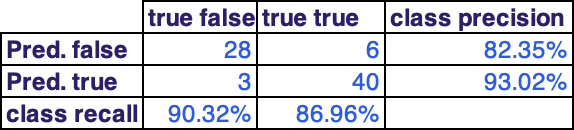 true false true true class precision
Pred. false 28 6 82.35%
Pred. true 3 40 93.02%
class recall 90.32% 86.96%